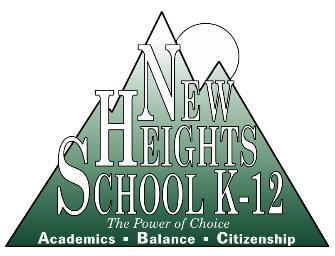 NEW
HEIGHTS
SCHOOL K-12
The Power of Choice
Academics ▪ Balance ▪ Citizenship